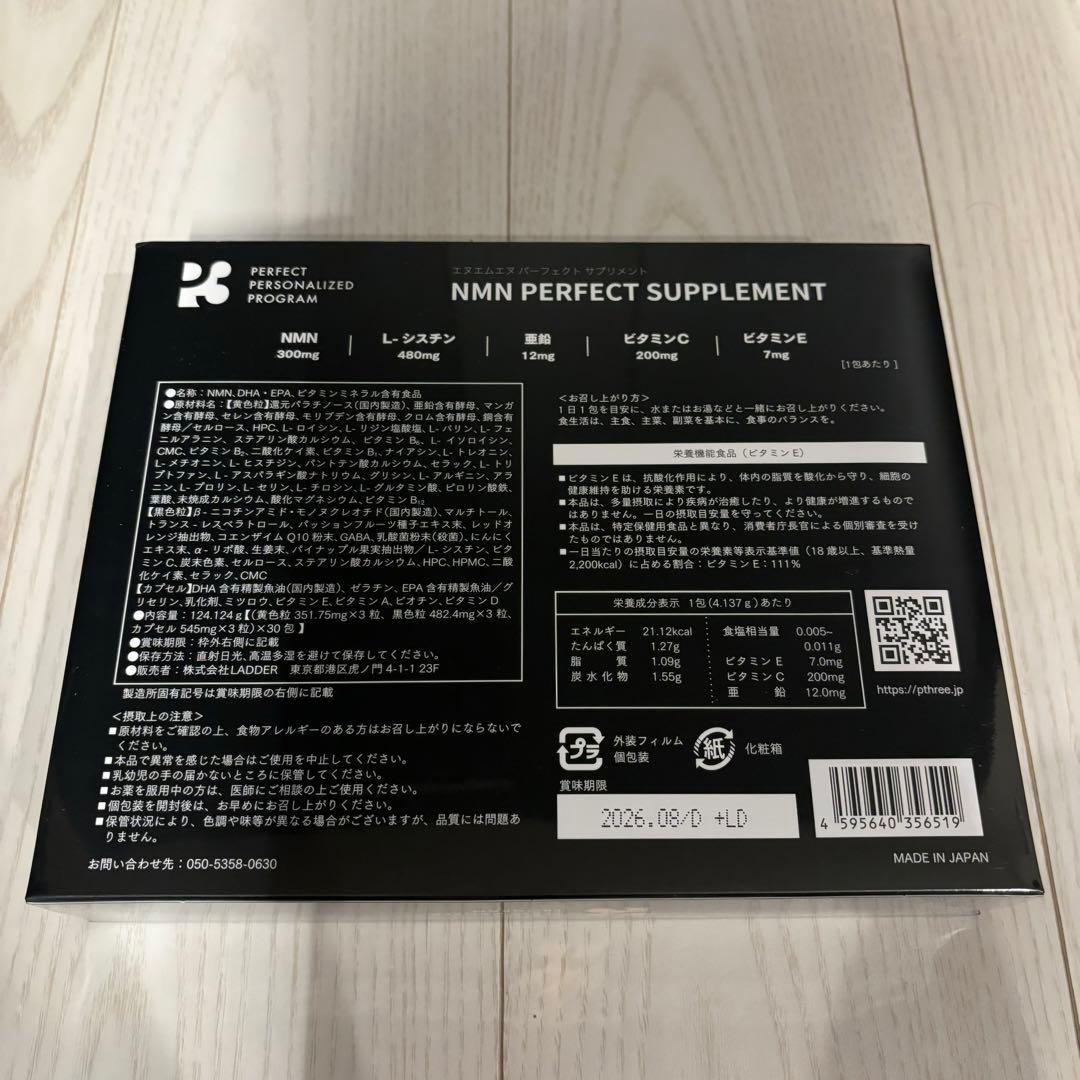 PERFECT
PERSONALIZED
PROGRAM
エヌエムエヌ パーフェクト サプリメント
NMN PERFECT SUPPLEMENT
NMN
300mg
L-シスチン
480mg
亜鉛
12mg
ビタミンC
200mg
ビタミンE
7mg
[1包あたり]
●名称：NMN、DHA・EPA、ビタミンミネラル含有食品
●原材料名：【黄色粒】還元パラチノース(国内製造)、亜鉛含有酵母、マンガ
ン含有酵母、セレン含有酵母、モリブデン含有酵母、クロム含有酵母、銅含有
酵母／セルロース、HPC、L-ロイシン、L-リジン塩酸塩、L-バリン、L-フェ
ニルアラニン、ステアリン酸カルシウム、ビタミンB₆、L-イソロイシン、
CMC、ビタミンB₂、二酸化ケイ素、ビタミンB₁、ナイアシン、L-トレオニン、
L-メチオニン、L-ヒスチジン、パントテン酸カルシウム、セラック、L-トリ
プトファン、L-アスパラギン酸ナトリウム、グリシン、L-アルギニン、アラ
ニン、L-プロリン、L-セリン、L-チロシン、L-グルタミン酸、ピロリン酸鉄、
葉酸、未焼成カルシウム、酸化マグネシウム、ビタミンB₁₂
【黒色粒】β-ニコチンアミド・モノヌクレオチド(国内製造)、マルチトール、
トランス-レスベラトロール、パッションフルーツ種子エキス末、レッドオ
レンジ抽出物、コエンザイムQ10粉末、GABA、乳酸菌粉末(殺菌)、にんにく
エキス末、α-リポ酸、生姜末、パイナップル果実抽出物／L-シスチン、ビタ
ミンC、炭末色素、セルロース、ステアリン酸カルシウム、HPC、HPMC、二酸
化ケイ素、セラック、CMC
【カプセル】DHA含有精製魚油(国内製造)、ゼラチン、EPA含有精製魚油／グ
リセリン、乳化剤、ミツロウ、ビタミンE、ビタミンA、ビオチン、ビタミンD
●内容量：124.124g【(黄色粒351.75mg×3粒、黒色粒482.4mg×3粒、
カプセル545mg×3粒)×30包】
●賞味期限：枠外右側に記載
●保存方法：直射日光、高温多湿を避けて保存してください。
●販売者：株式会社LADDER 東京都港区虎ノ門4-1-1 23F
製造所固有記号は賞味期限の右側に記載
＜摂取上の注意＞
■原材料をご確認の上、食物アレルギーのある方はお召し上がりにならないで
ください。
■本品で異常を感じた場合はご使用を中止してください。
■乳幼児の手の届かないところに保管してください。
■お薬を服用中の方は、医師にご相談の上ご使用ください。
■個包装を開封後は、お早めにお召し上がりください。
■保管状況により、色調や味等が異なる場合がございますが、品質には問題あ
りません。
お問い合わせ先：050-5358-0630
＜お召し上がり方＞
1日1包を目安に、水またはお湯などと一緒にお召し上がりください。
食生活は、主食、主菜、副菜を基本に、食事のバランスを。
栄養機能食品（ビタミンE）
■ビタミンEは、抗酸化作用により、体内の脂質を酸化から守り、細胞の
健康維持を助ける栄養素です。
■本品は、多量摂取により疾病が治癒したり、より健康が増進するもので
はありません。一日の摂取目安量を守ってください。
■本品は、特定保健用食品と異なり、消費者庁長官による個別審査を受け
たものではありません。
■一日当たりの摂取目安量の栄養素等表示基準値（18歳以上、基準熱量
2,200kcal）に占める割合：ビタミンE：111%
栄養成分表示 1包(4.137g)あたり
エネルギー 21.12kcal
たんぱく質 1.27g
脂質 1.09g
炭水化物 1.55g
食塩相当量 0.005~
0.011g
ビタミンE 7.0mg
ビタミンC 200mg
亜鉛 12.0mg
https://pthree.jp
プラ
外装フィルム
個包装
紙
化粧箱
賞味期限
2026.08/D +LD
4 595640 356519
MADE IN JAPAN